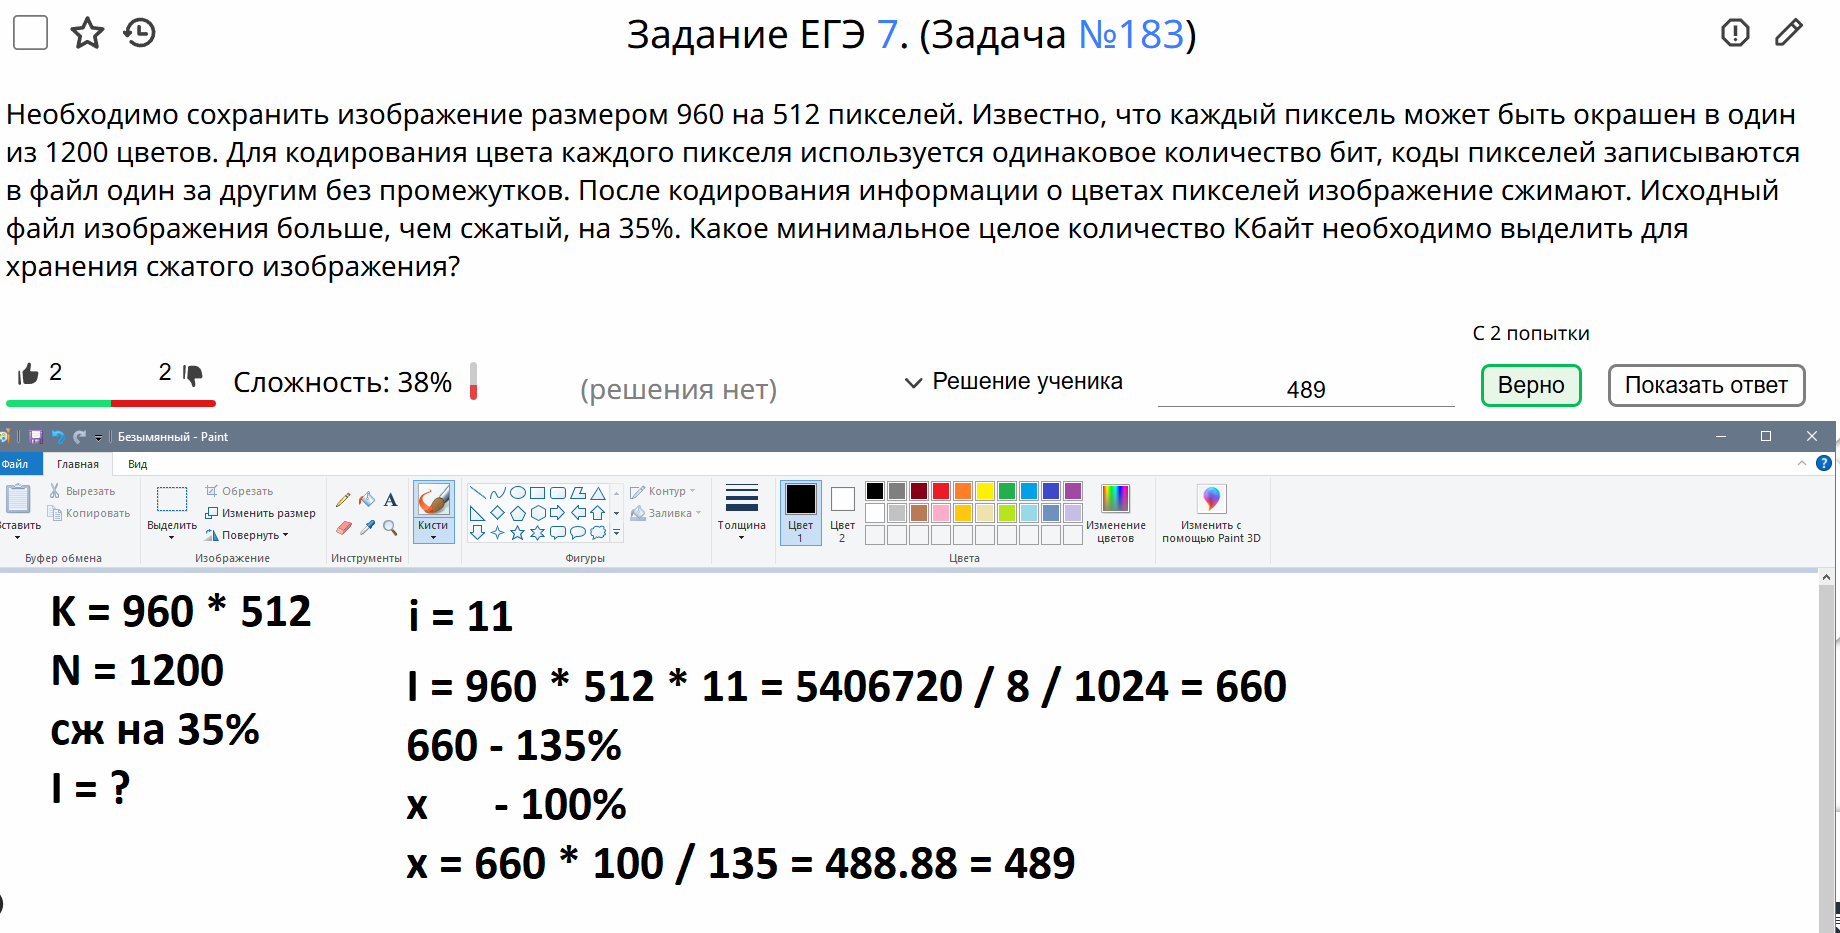 Задание ЕГЭ 7. (Задача №183)
Необходимо сохранить изображение размером 960 на 512 пикселей. Известно, что каждый пиксель может быть окрашен в один
из 1200 цветов. Для кодирования цвета каждого пикселя используется одинаковое количество бит, коды пикселей записываются
в файл один за другим без промежутков. После кодирования информации о цветах пикселей изображение сжимают. Исходный
файл изображения больше, чем сжатый, на 35%. Какое минимальное целое количество Кбайт необходимо выделить для
хранения сжатого изображения?
С 2 попытки
2 2 Сложность: 38% (решения нет) Решение ученика 489 Верно Показать ответ
Безымянный - Paint
Файл Главная Вид
Вырезать Обрезать Контур
Копировать Изменить размер Заливка
Повернуть
ставить Выделить A Кисти Толщина Цвет 1 Цвет 2 Изменение цветов Изменить с помощью Paint 3D
Буфер обмена Изображение Инструменты Фигуры Цвета
K = 960 * 512
N = 1200
сж на 35%
I = ?
i = 11
I = 960 * 512 * 11 = 5406720 / 8 / 1024 = 660
660 - 135%
x - 100%
x = 660 * 100 / 135 = 488.88 = 489